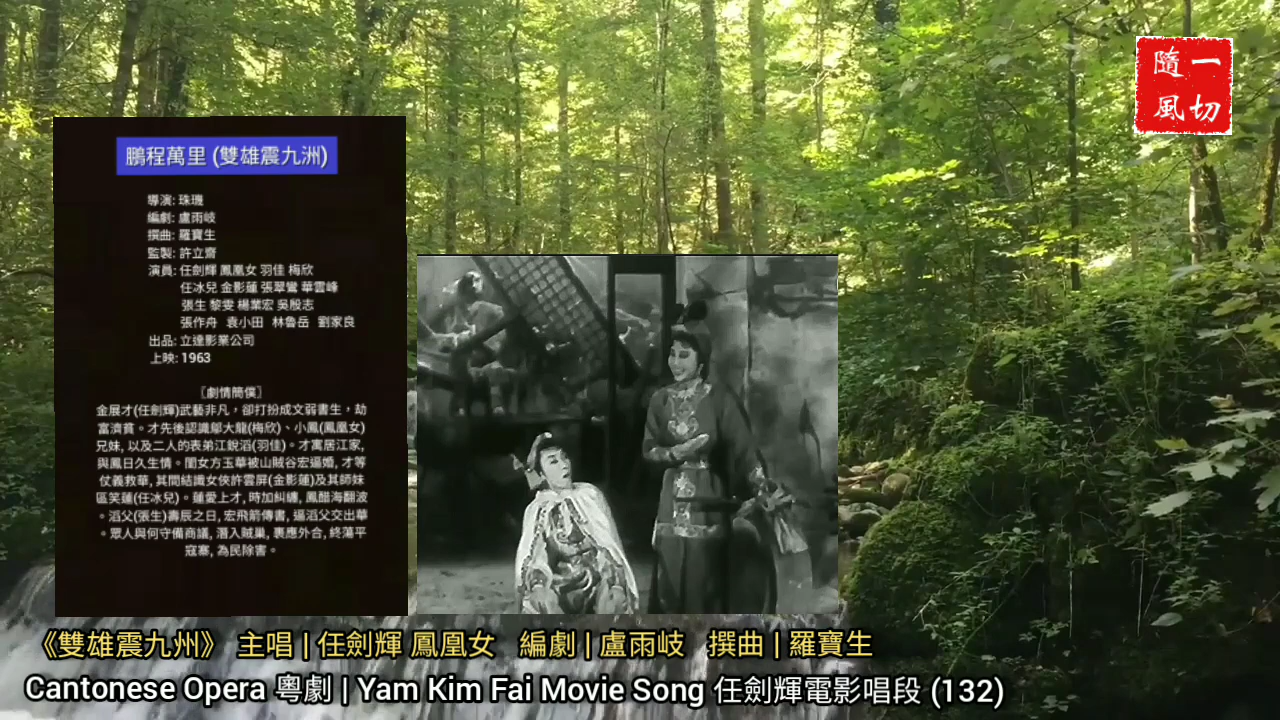 一切
隨風
鵬程萬里 (雙雄震九洲)
導演: 珠璣
編劇: 盧雨岐
撰曲: 羅寶生
監製: 許立齋
演員: 任劍輝 鳳凰女 羽佳 梅欣
任冰兒 金影蓮 張翠鸞 華雲峰
張生 黎雯 楊業宏 吳殷志
張作舟 袁小田 林魯岳 劉家良
出品: 立達影業公司
上映: 1963
〖劇情簡僕〗
金展才(任劍輝)武藝非凡，卻打扮成文弱書生，劫
富濟貧。才先後認識鄔大龍(梅欣)、小鳳(鳳凰女)
兄妹, 以及二人的表弟江銳滔(羽佳)。才寓居江家,
與鳳日久生情。閨女方玉華被山賊谷宏逼婚, 才等
仗義救華, 其間結識女俠許雲屏(金影蓮)及其師妹
區笑蓮(任冰兒)。蓮愛上才, 時加糾纏, 鳳醋海翻波
。滔父(張生)壽辰之日, 宏飛箭傳書, 逼滔父交出華
。眾人與何守備商議, 潛入賊巢, 裹應外合, 終蕩平
寇寨, 為民除害。
《雙雄震九州》 主唱 | 任劍輝 鳳凰女 編劇 | 盧雨岐 撰曲 | 羅寶生
Cantonese Opera 粵劇 | Yam Kim Fai Movie Song 任劍輝電影唱段 (132)